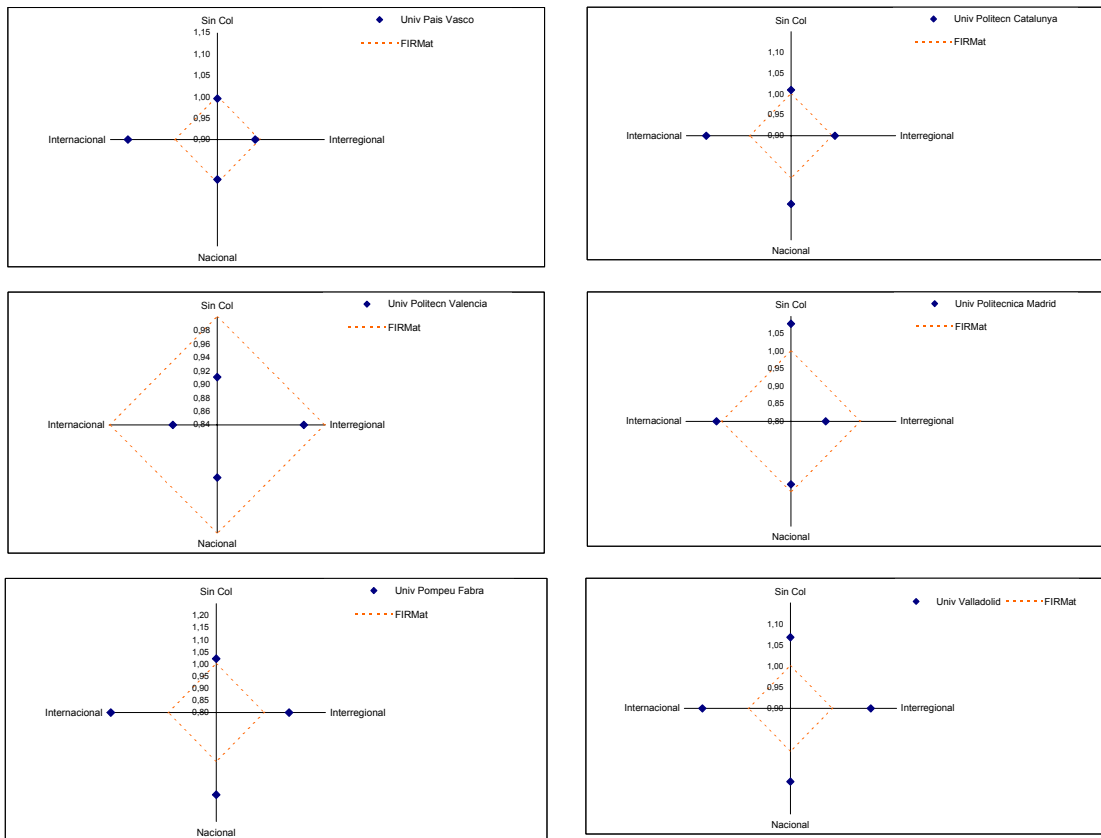 Sin Col
Univ Pais Vasco
FIRMat
1,15
1,10
1,05
1,00
0,95
0,90
Internacional
Interregional
Nacional
Sin Col
Univ Politecn Catalunya
FIRMat
1,10
1,05
1,00
0,95
0,90
Internacional
Interregional
Nacional
Sin Col
Univ Politecn Valencia
FIRMat
0,98
0,96
0,94
0,92
0,90
0,88
0,86
0,84
Internacional
Interregional
Nacional
Sin Col
Univ Politecnica Madrid
FIRMat
1,05
1,00
0,95
0,90
0,85
0,80
Internacional
Interregional
Nacional
Sin Col
Univ Pompeu Fabra
FIRMat
1,20
1,15
1,10
1,05
1,00
0,95
0,90
0,85
0,80
Internacional
Interregional
Nacional
Sin Col
Univ Valladolid FIRMat
1,10
1,05
1,00
0,95
0,90
Internacional
Interregional
Nacional